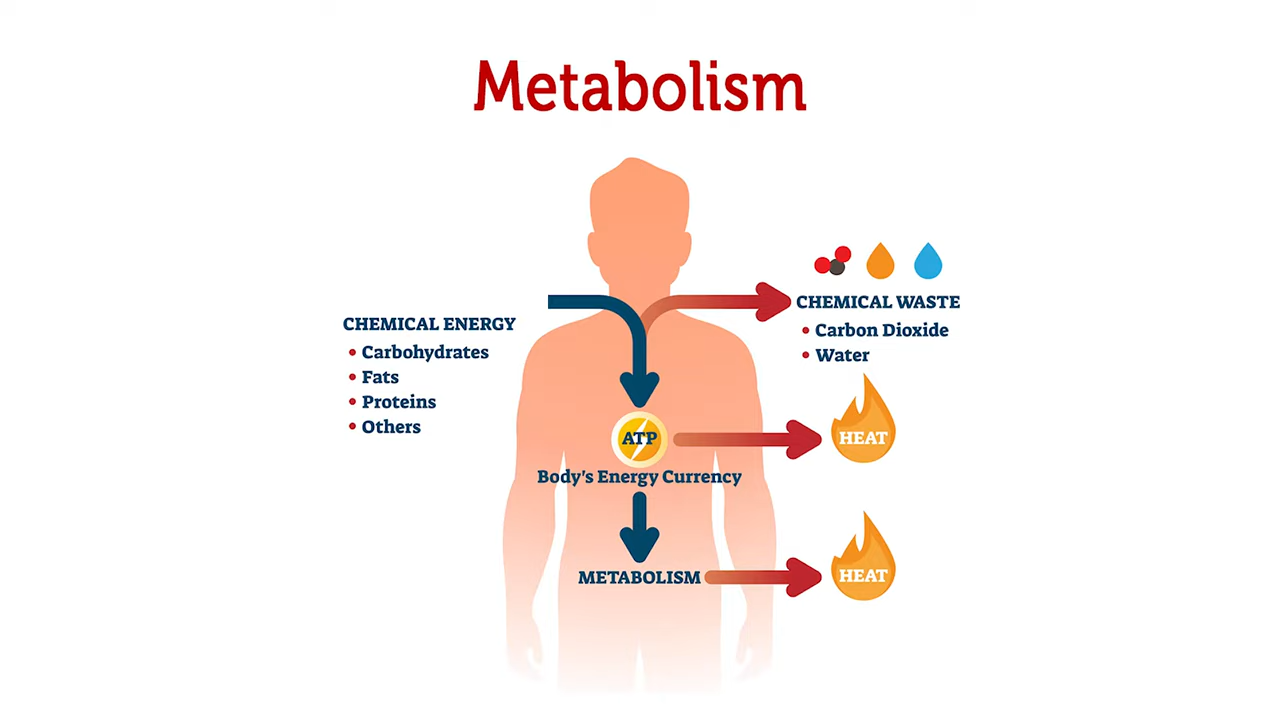 Metabolism
CHEMICAL ENERGY
• Carbohydrates
• Fats
• Proteins
• Others
CHEMICAL WASTE
• Carbon Dioxide
• Water
ATP
HEAT
Body's Energy Currency
METABOLISM
HEAT